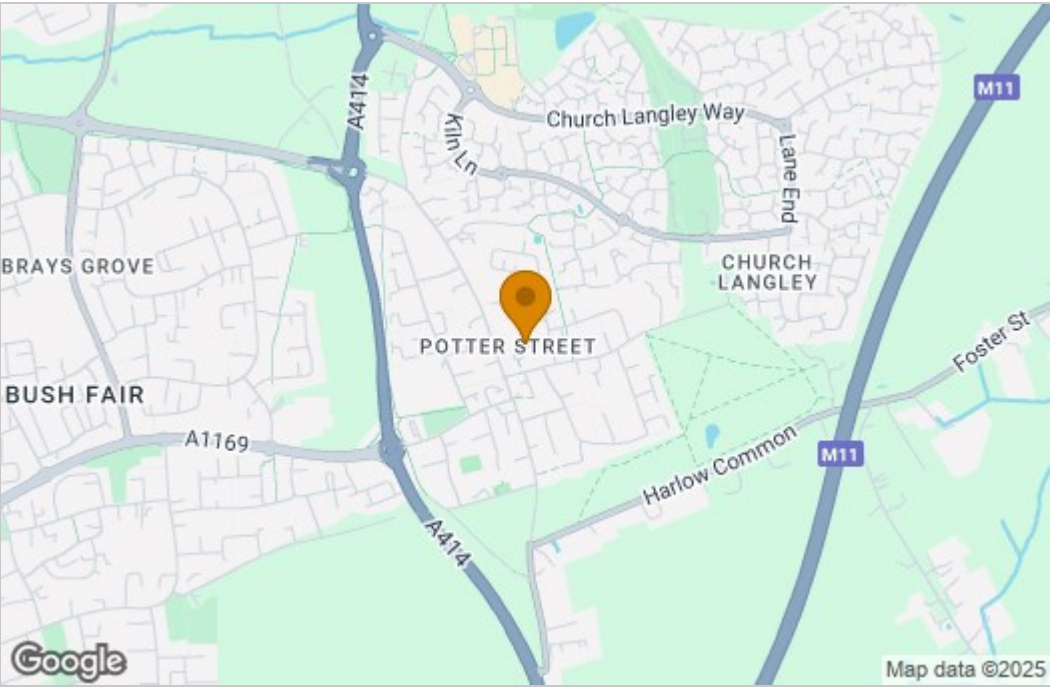 M11
A414
Church Langley Way
Kiln Ln
Lane End
BRAYS GROVE
CHURCH
LANGLEY
POTTER STREET
Foster St
BUSH FAIR
A1169
M11
Harlow Common
A414
Google
Map data ©2025